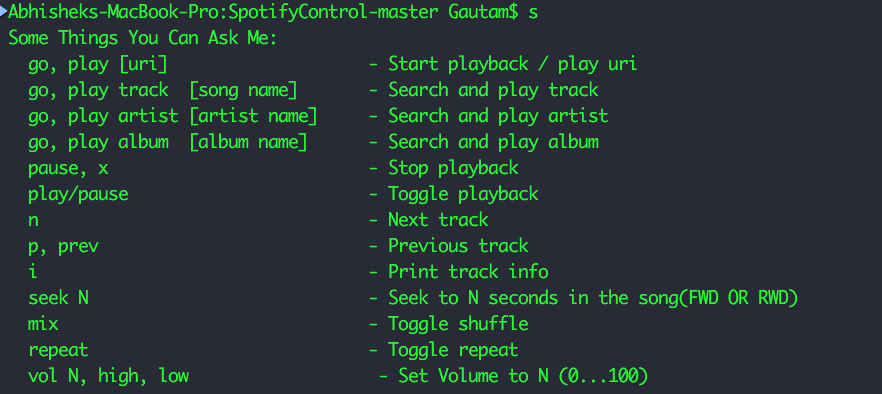 Abhisheks-MacBook-Pro:SpotifyControl-master Gautam$ s
Some Things You Can Ask Me:
  go, play [uri]                    - Start playback / play uri
  go, play track  [song name]       - Search and play track
  go, play artist [artist name]     - Search and play artist
  go, play album  [album name]      - Search and play album
  pause, x                          - Stop playback
  play/pause                        - Toggle playback
  n                                 - Next track
  p, prev                           - Previous track
  i                                 - Print track info
  seek N                            - Seek to N seconds in the song(FWD OR RWD)
  mix                               - Toggle shuffle
  repeat                            - Toggle repeat
  vol N, high, low                   - Set Volume to N (0...100)